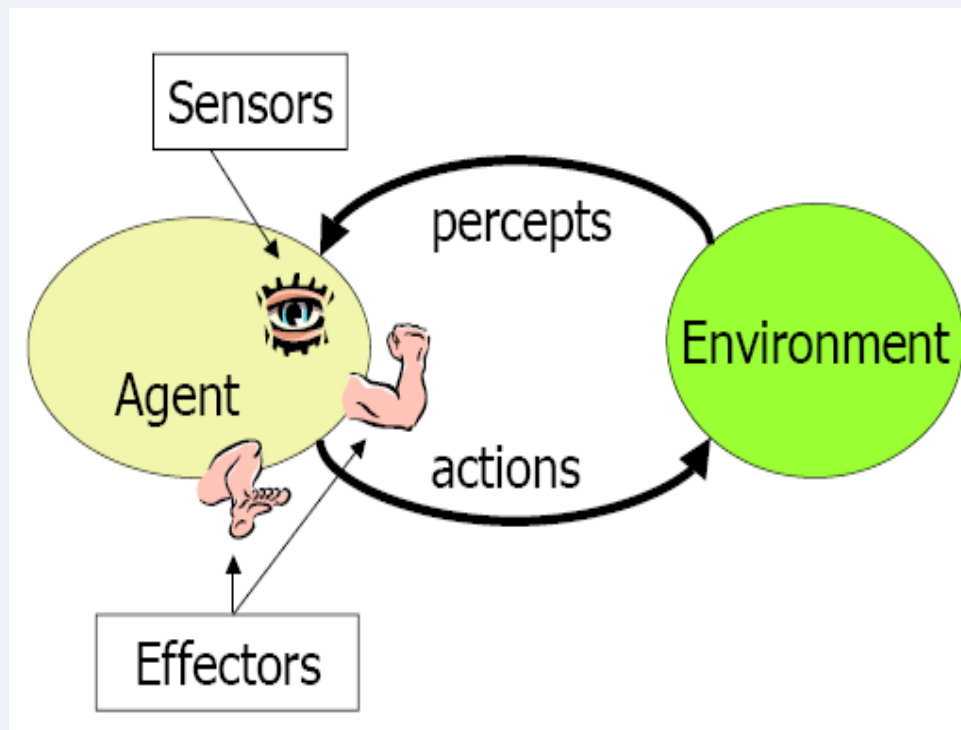 Sensors
percepts
Environment
Agent
actions
Effectors